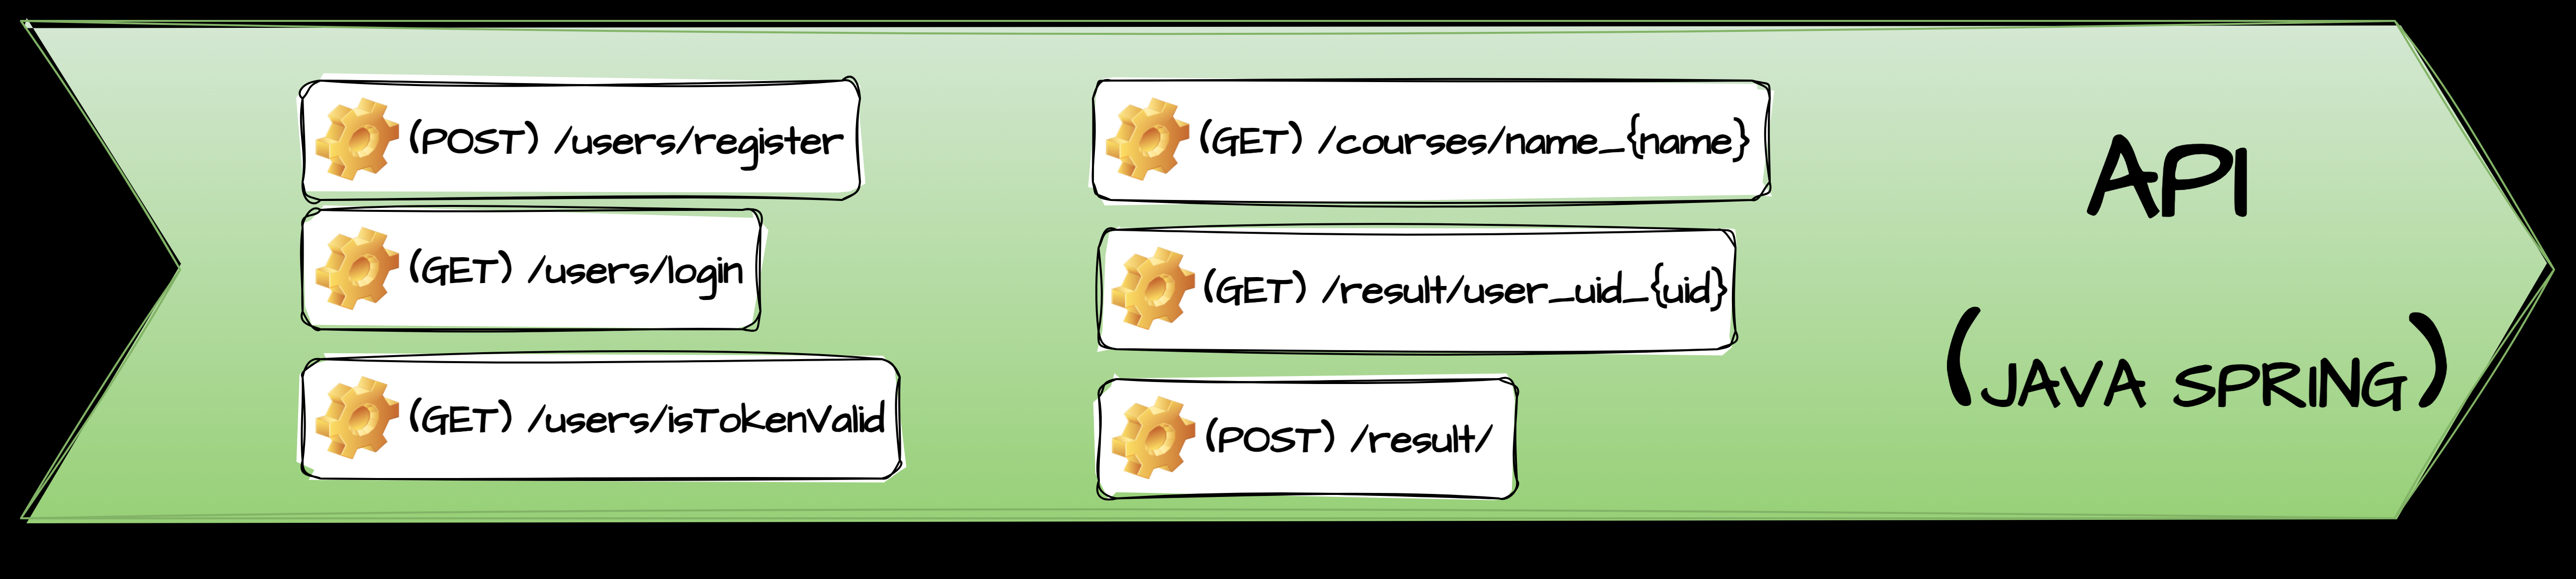 (POST) /users/register
(GET) /users/login
(GET) /users/isTokenValid
(GET) /courses/name_{name}
(GET) /result/user_uid_{uid}
(POST) /result/
API
(JAVA SPRING)